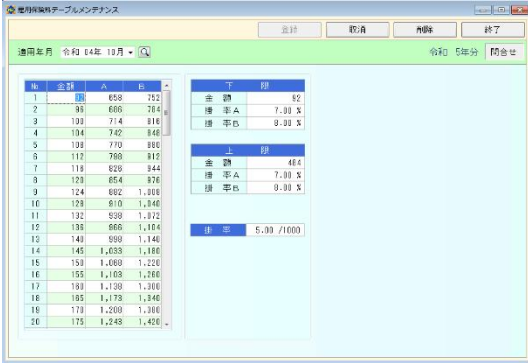 雇用保険料テーブルメンテナンス
登録 取消 削除 終了
適用年月 令和 04年 10月 令和 5年分 問合せ
No 金額 A B
1 92 658 752
2 96 686 784
3 100 714 816
4 104 742 848
5 108 770 880
6 112 798 912
7 116 826 944
8 120 854 976
9 124 882 1,008
10 128 910 1,040
11 132 938 1,072
12 136 966 1,104
13 140 998 1,140
14 145 1,033 1,180
15 150 1,068 1,220
16 155 1,103 1,260
17 160 1,138 1,300
18 165 1,173 1,340
19 170 1,208 1,380
20 175 1,243 1,420
下 限
金 額 92
掛 率A 7.00 %
掛 率B 8.00 %
上 限
金 額 484
掛 率A 7.00 %
掛 率B 8.00 %
掛 率 5.00 /1000